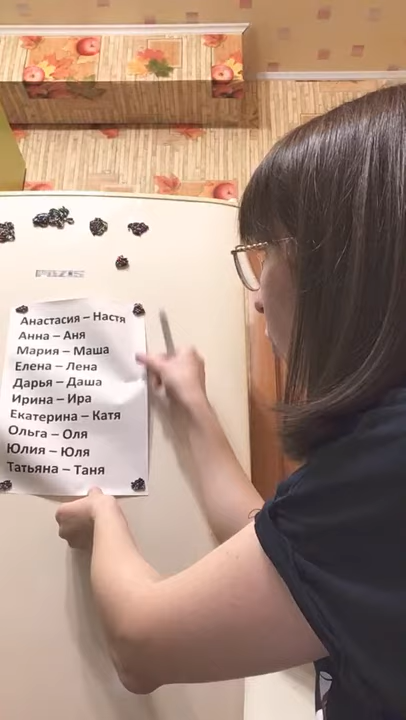 POZIS
Анастасия – Настя
Анна – Аня
Мария – Маша
Елена – Лена
Дарья – Даша
Ирина – Ира
Екатерина – Катя
Ольга – Оля
Юлия – Юля
Татьяна – Таня